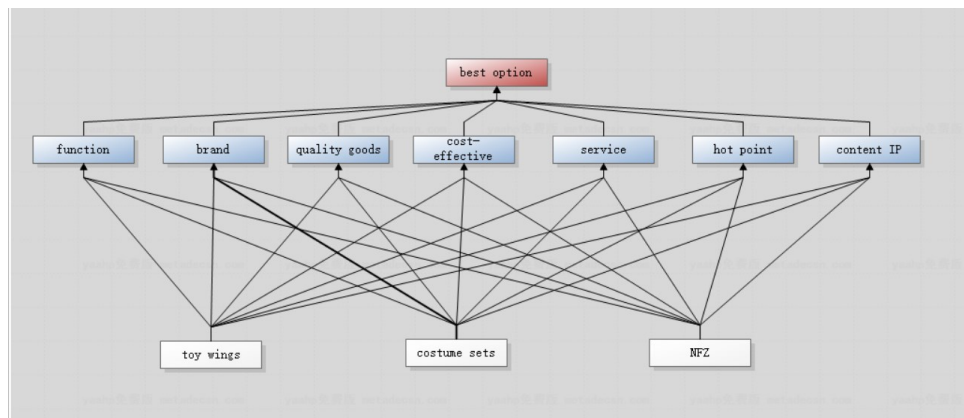 best option
function
brand
quality goods
cost-
effective
service
hot point
content IP
toy wings
costume sets
NFZ